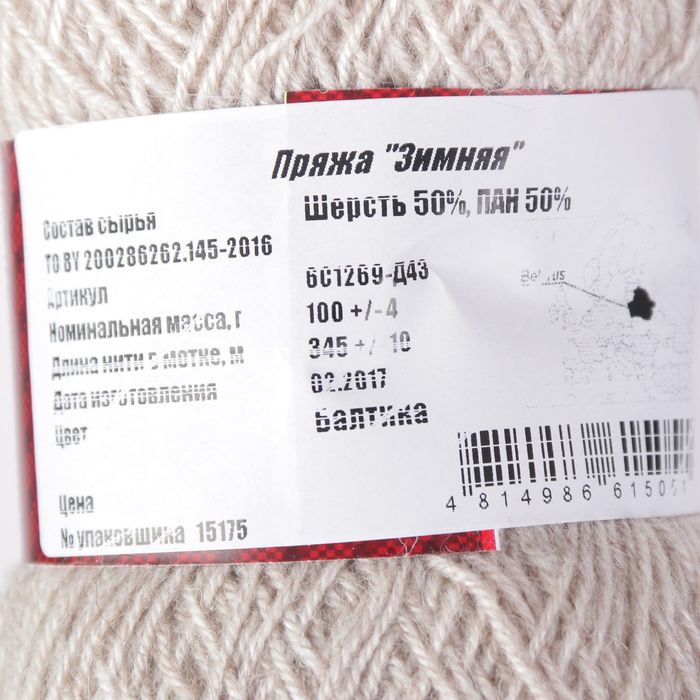 Пряжа "Зимняя"
Состав сырья Шерсть 50%, ПАН 50%
ТО BY 200286262.145-2016
Артикул 6С1269-Д43
Номинальная масса, г 100 +/-4
Длина нити в мотке, м 345 +/- 10
Дата изготовления 02.2017
Цвет Балтика
Цена
№ упаковщика 15175
Belarus
4 814986 61505